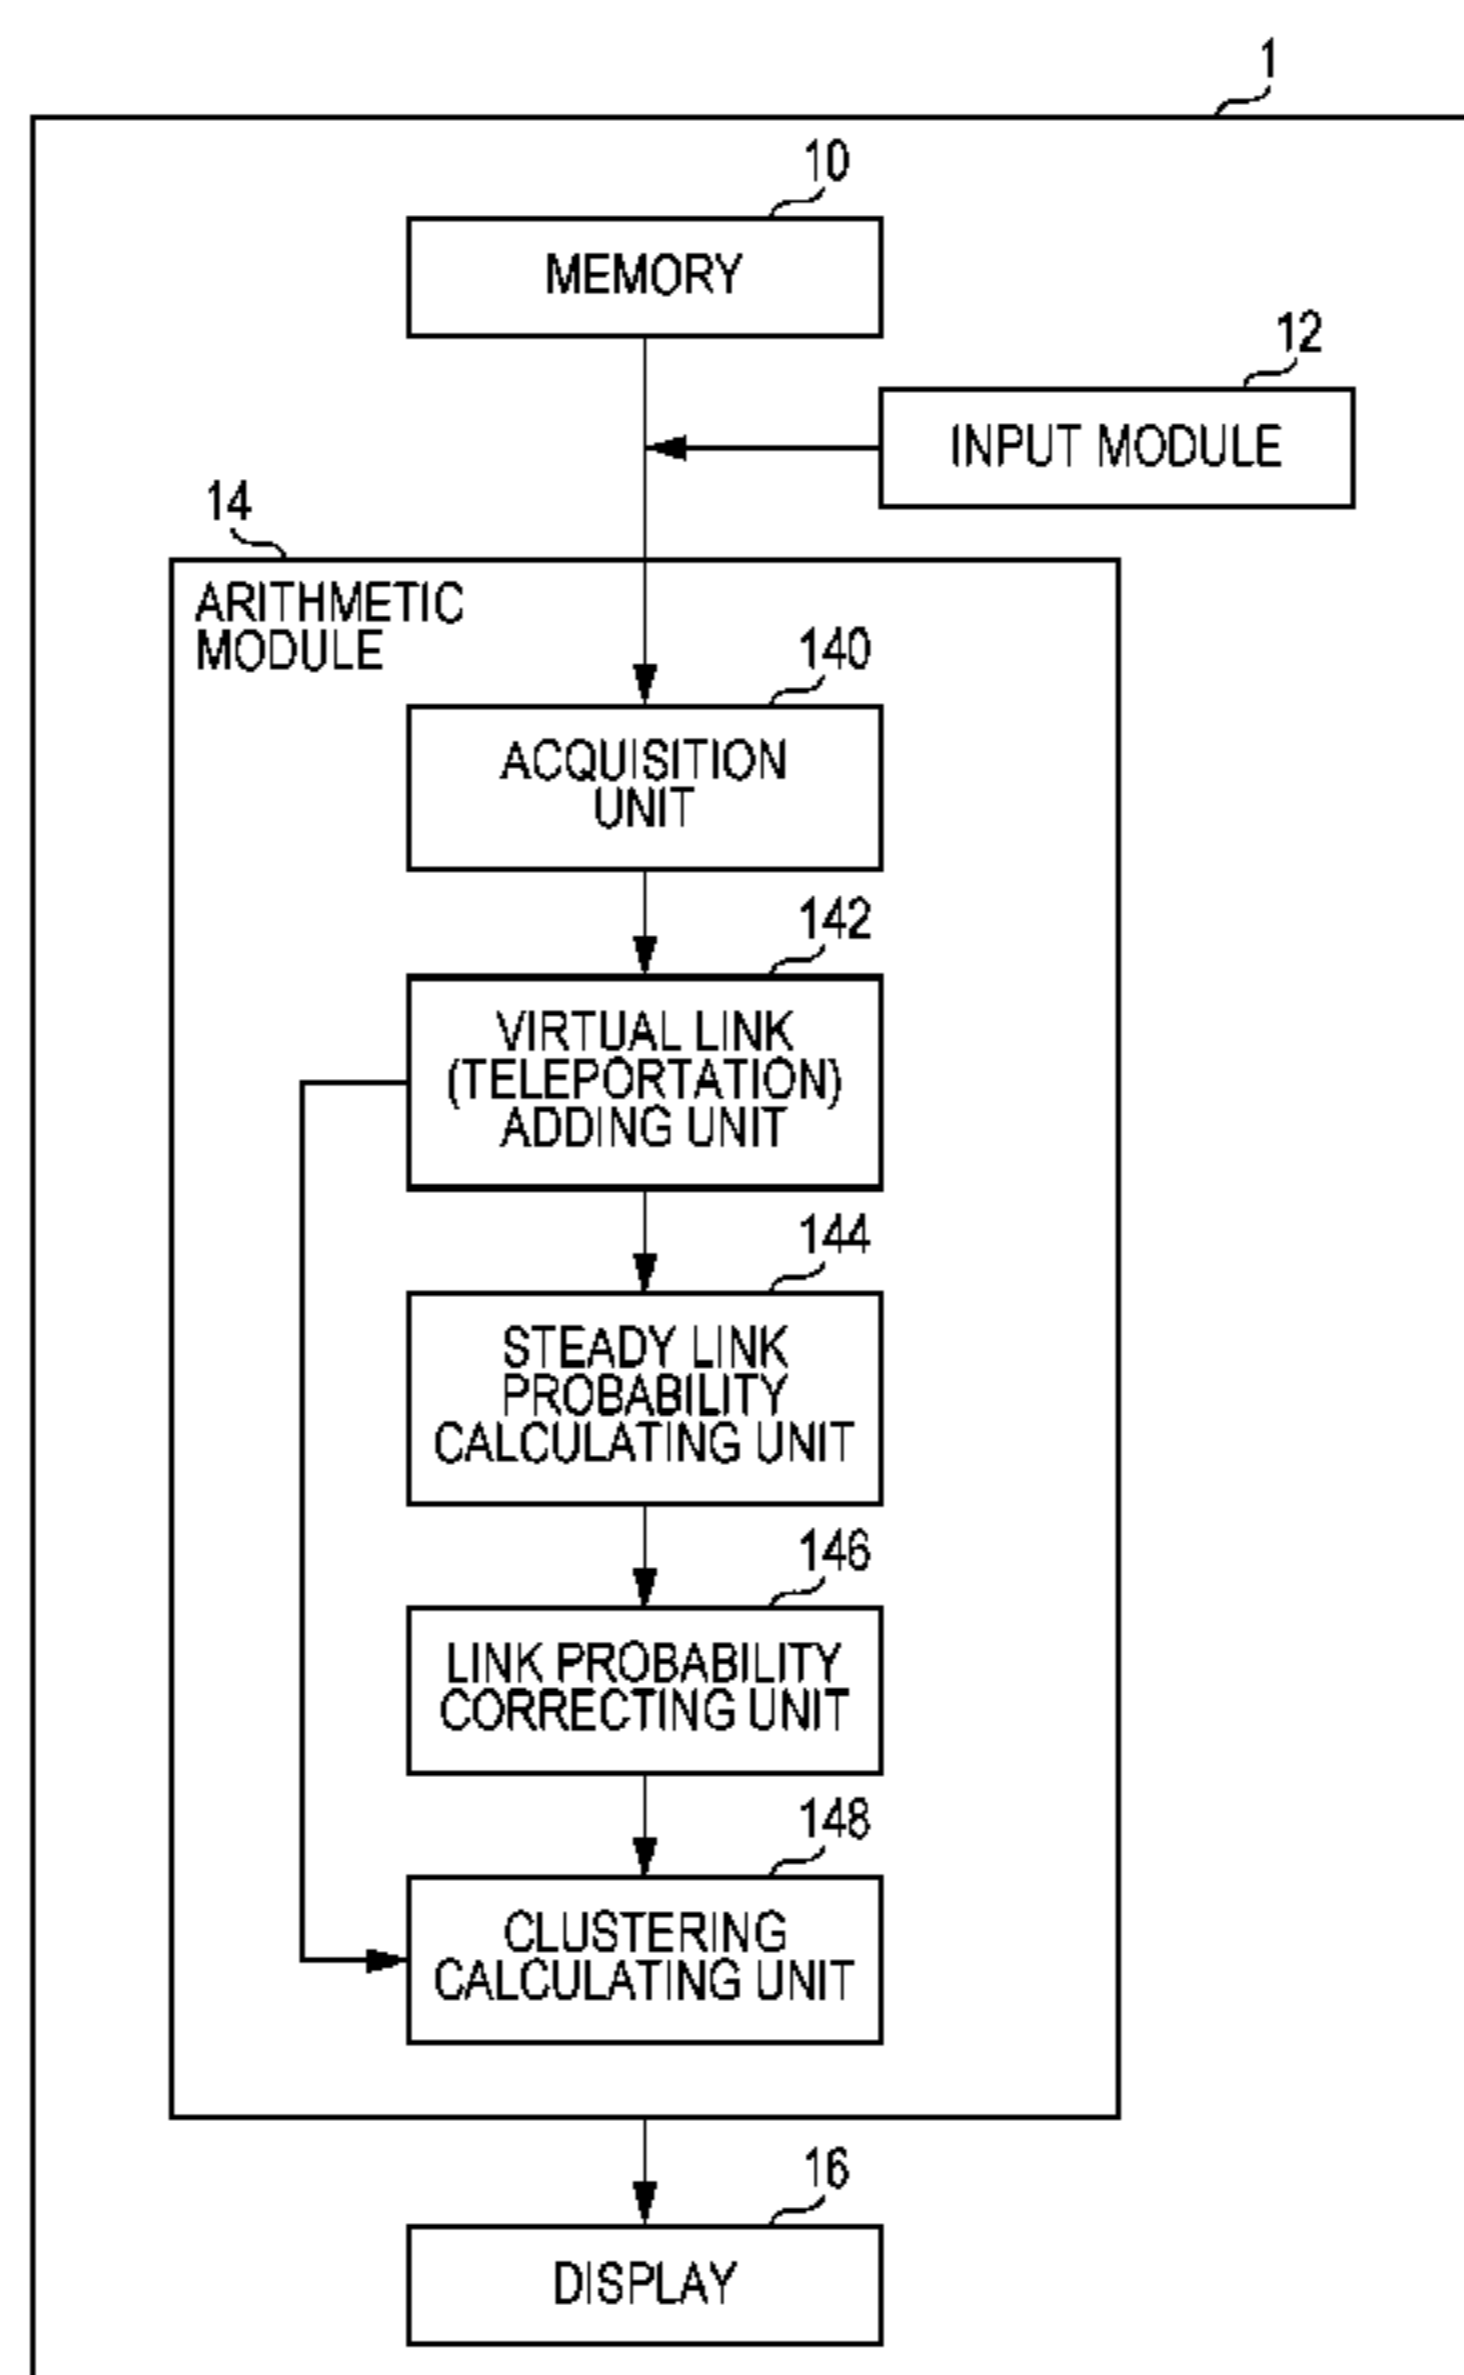 1
10
MEMORY
12
INPUT MODULE
14
ARITHMETIC
MODULE
140
ACQUISITION
UNIT
142
VIRTUAL LINK
(TELEPORTATION)
ADDING UNIT
144
STEADY LINK
PROBABILITY
CALCULATING UNIT
146
LINK PROBABILITY
CORRECTING UNIT
148
CLUSTERING
CALCULATING UNIT
16
DISPLAY